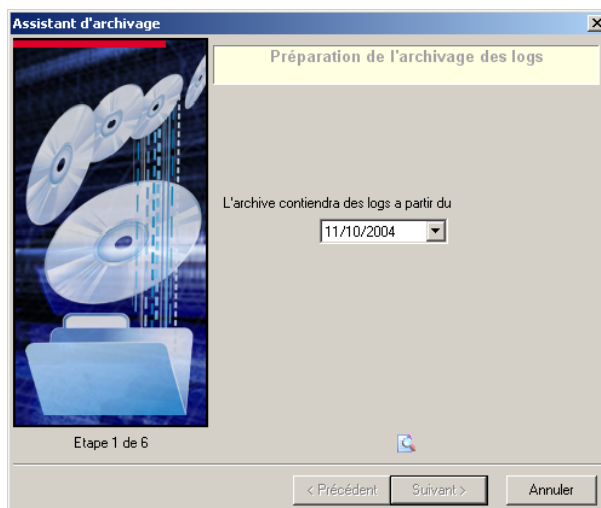 Assistant d'archivage
Préparation de l'archivage des logs
L'archive contiendra des logs a partir du
11/10/2004
Etape 1 de 6
< Précédent
Suivant >
Annuler